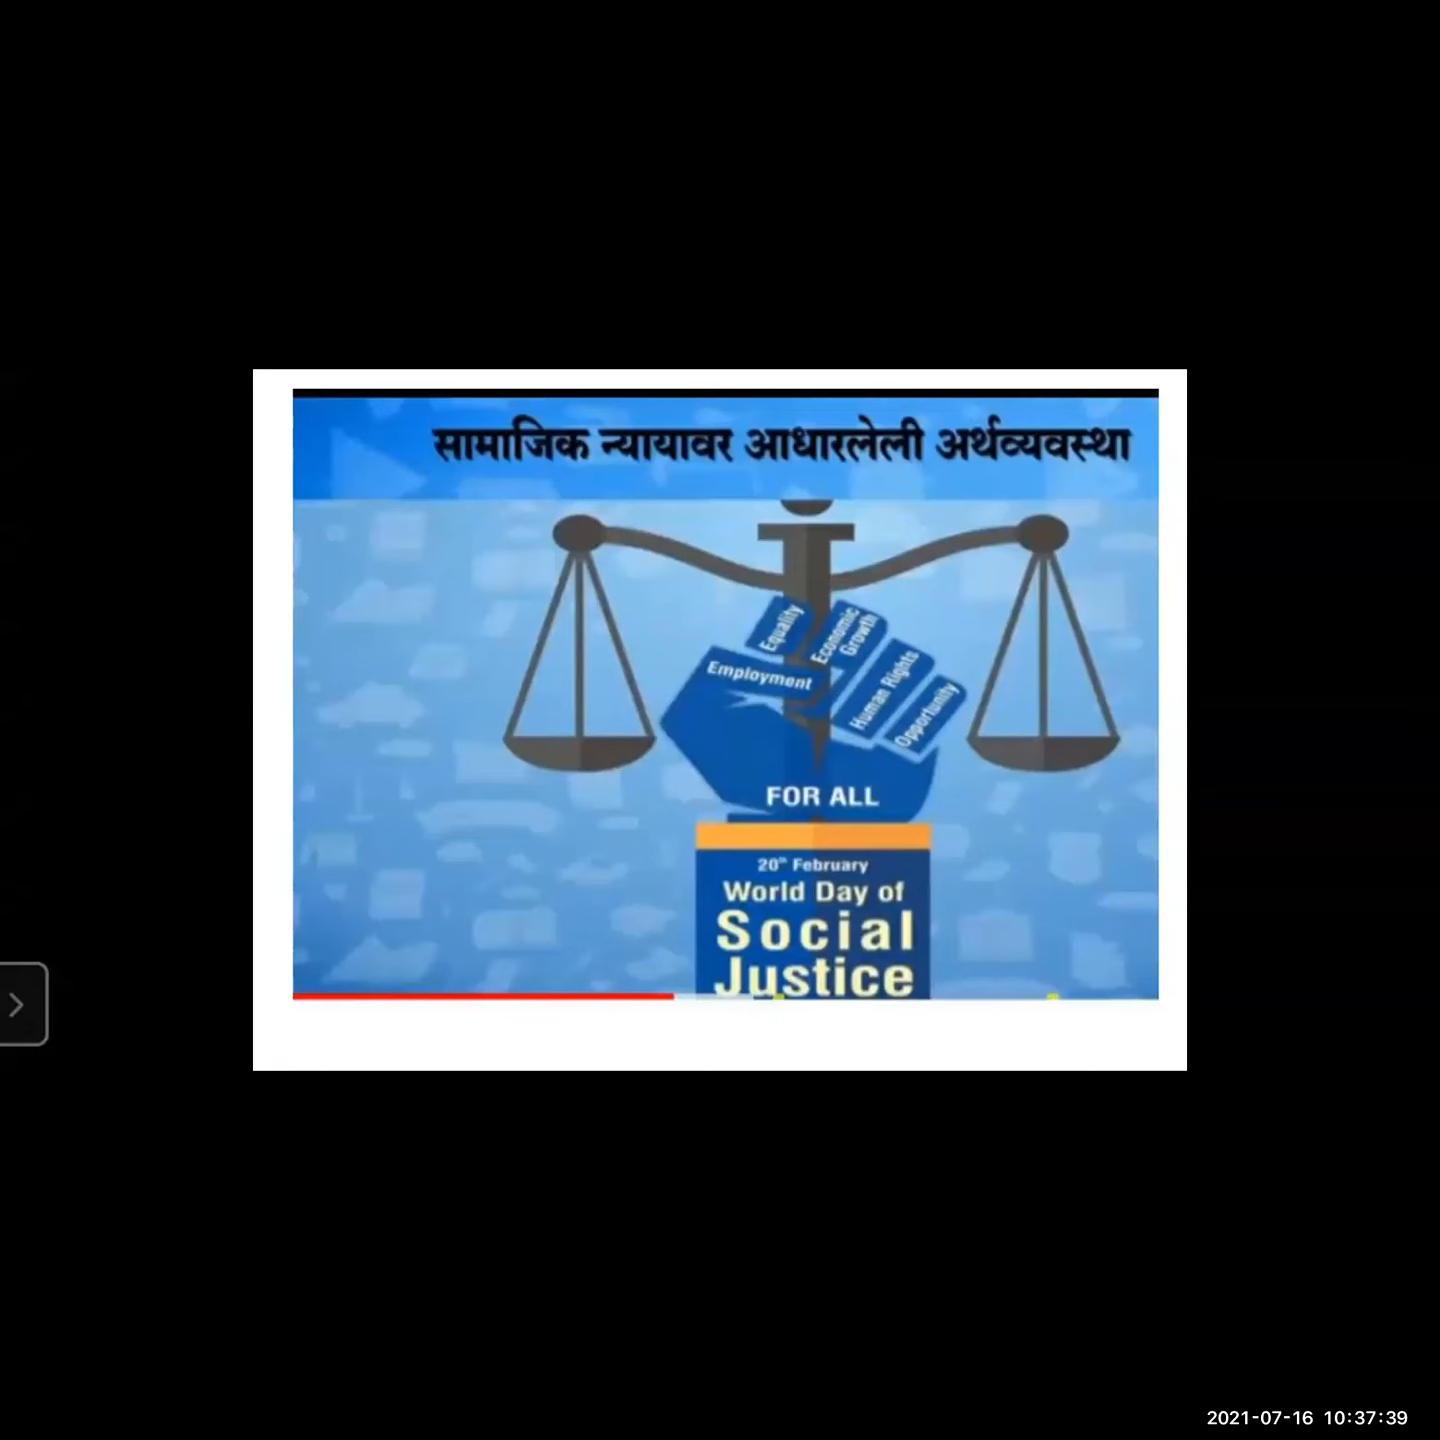 सामाजिक न्यायावर आधारलेली अर्थव्यवस्था
Equality
Economic
Growth
Employment
Human Rights
Opportunity
FOR ALL
20th February
World Day of
Social
Justice
2021-07-16 10:37:39